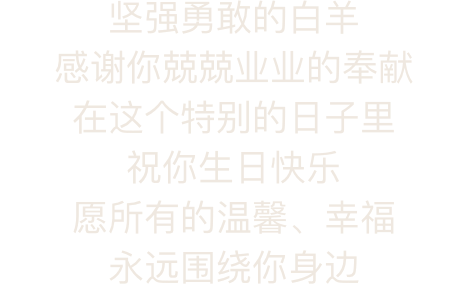 坚强勇敢的白羊
感谢你兢兢业业的奉献
在这个特别的日子里
祝你生日快乐
愿所有的温馨、幸福
永远围绕你身边